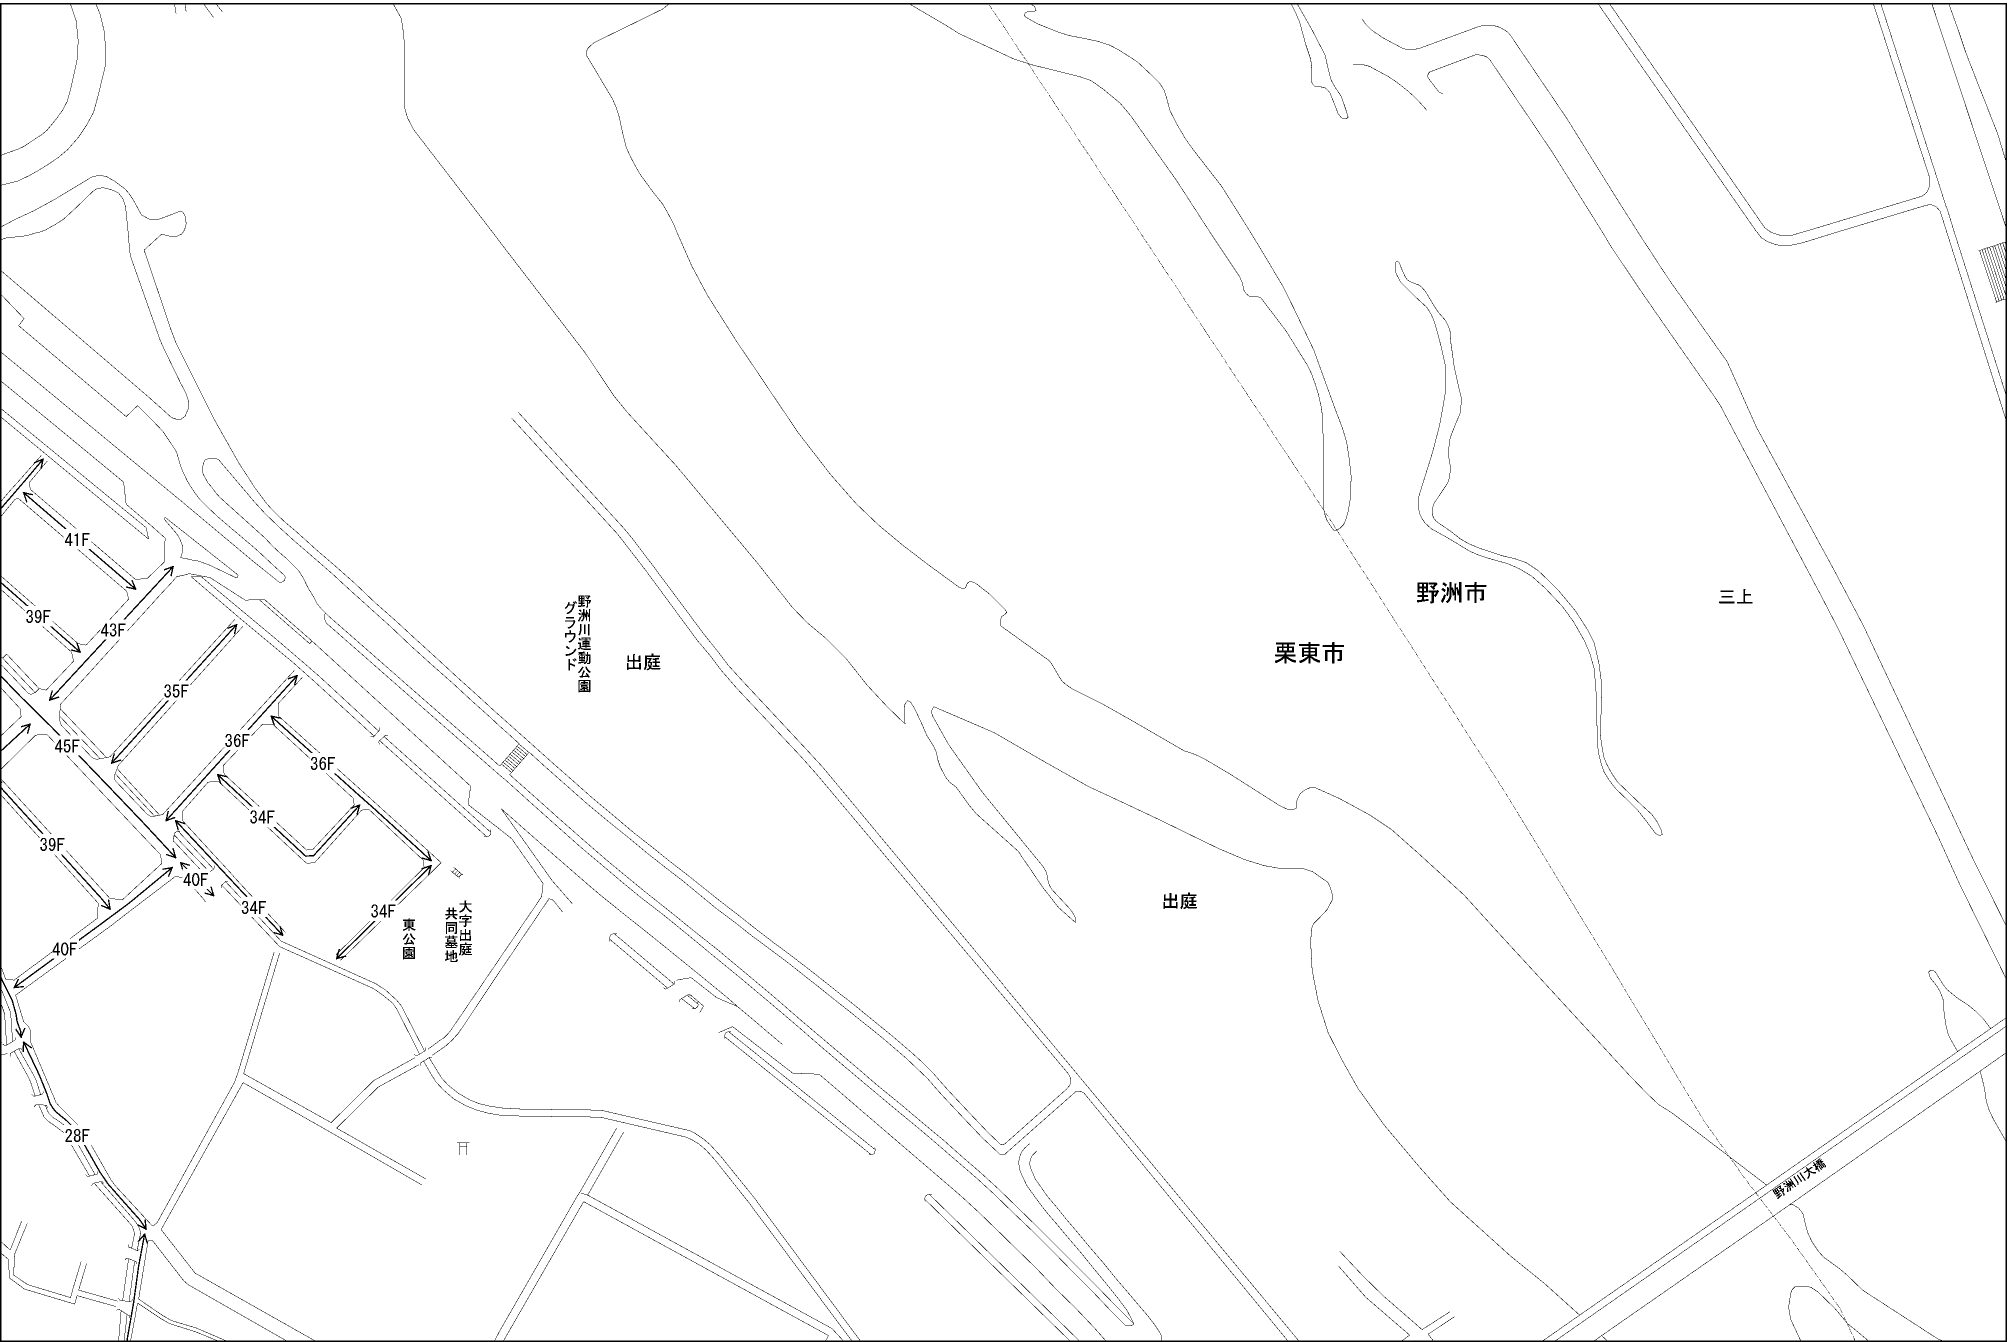 41F
39F
43F
野洲市
三上
野洲川運動公園
グラウンド
出庭
栗東市
35F
36F
45F
36F
34F
39F
40F
34F
34F
出庭
大字出庭
共同墓地
東公園
40F
28F
野洲川大橋